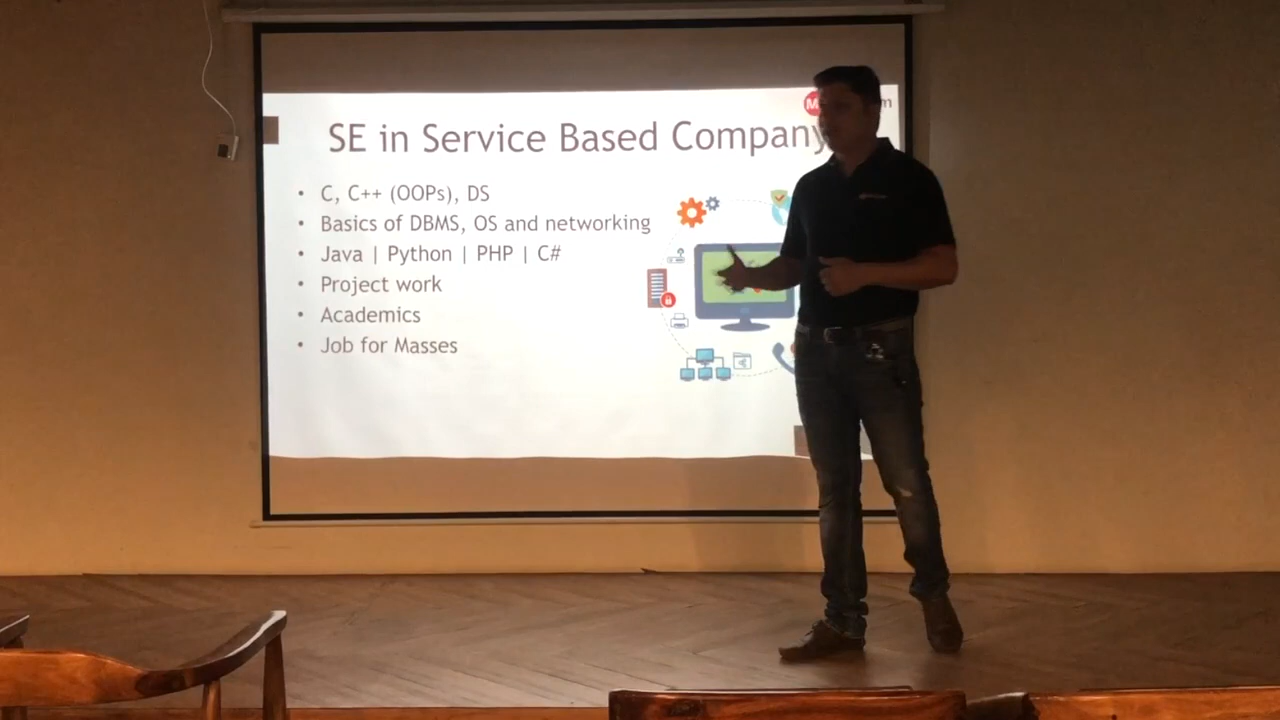 SE in Service Based Company
• C, C++ (OOPs), DS
• Basics of DBMS, OS and networking
• Java | Python | PHP | C#
• Project work
• Academics
• Job for Masses